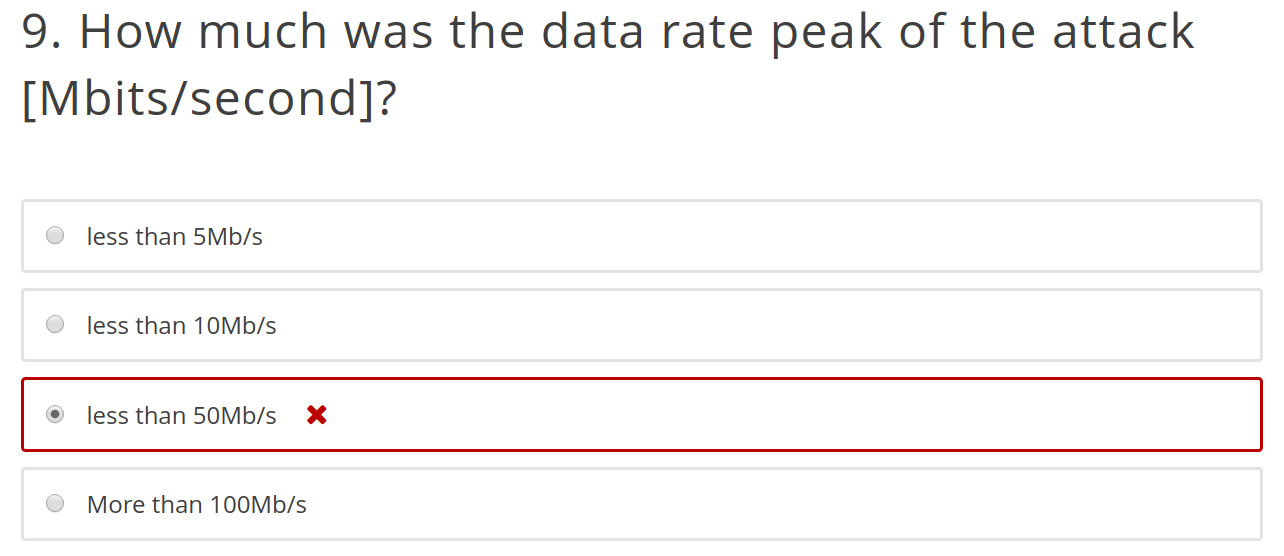 9. How much was the data rate peak of the attack
[Mbits/second]?
less than 5Mb/s
less than 10Mb/s
less than 50Mb/s
More than 100Mb/s